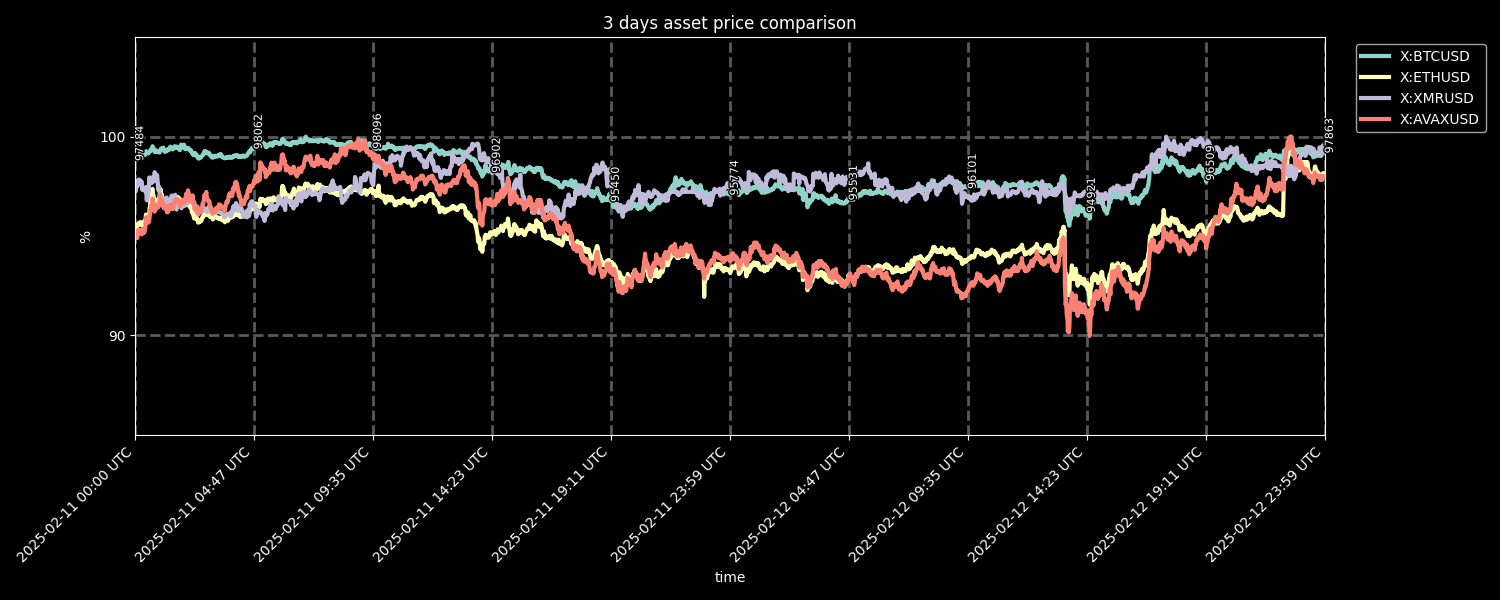 3 days asset price comparison
X:BTCUSD
X:ETHUSD
X:XMRUSD
X:AVAXUSD
100
90
%
97484
98062
98096
96902
95450
95774
95531
96101
94921
96509
97863
2025-02-11 00:00 UTC
2025-02-11 04:47 UTC
2025-02-11 09:35 UTC
2025-02-11 14:23 UTC
2025-02-11 19:11 UTC
2025-02-11 23:59 UTC
2025-02-12 04:47 UTC
2025-02-12 09:35 UTC
2025-02-12 14:23 UTC
2025-02-12 19:11 UTC
2025-02-12 23:59 UTC
time